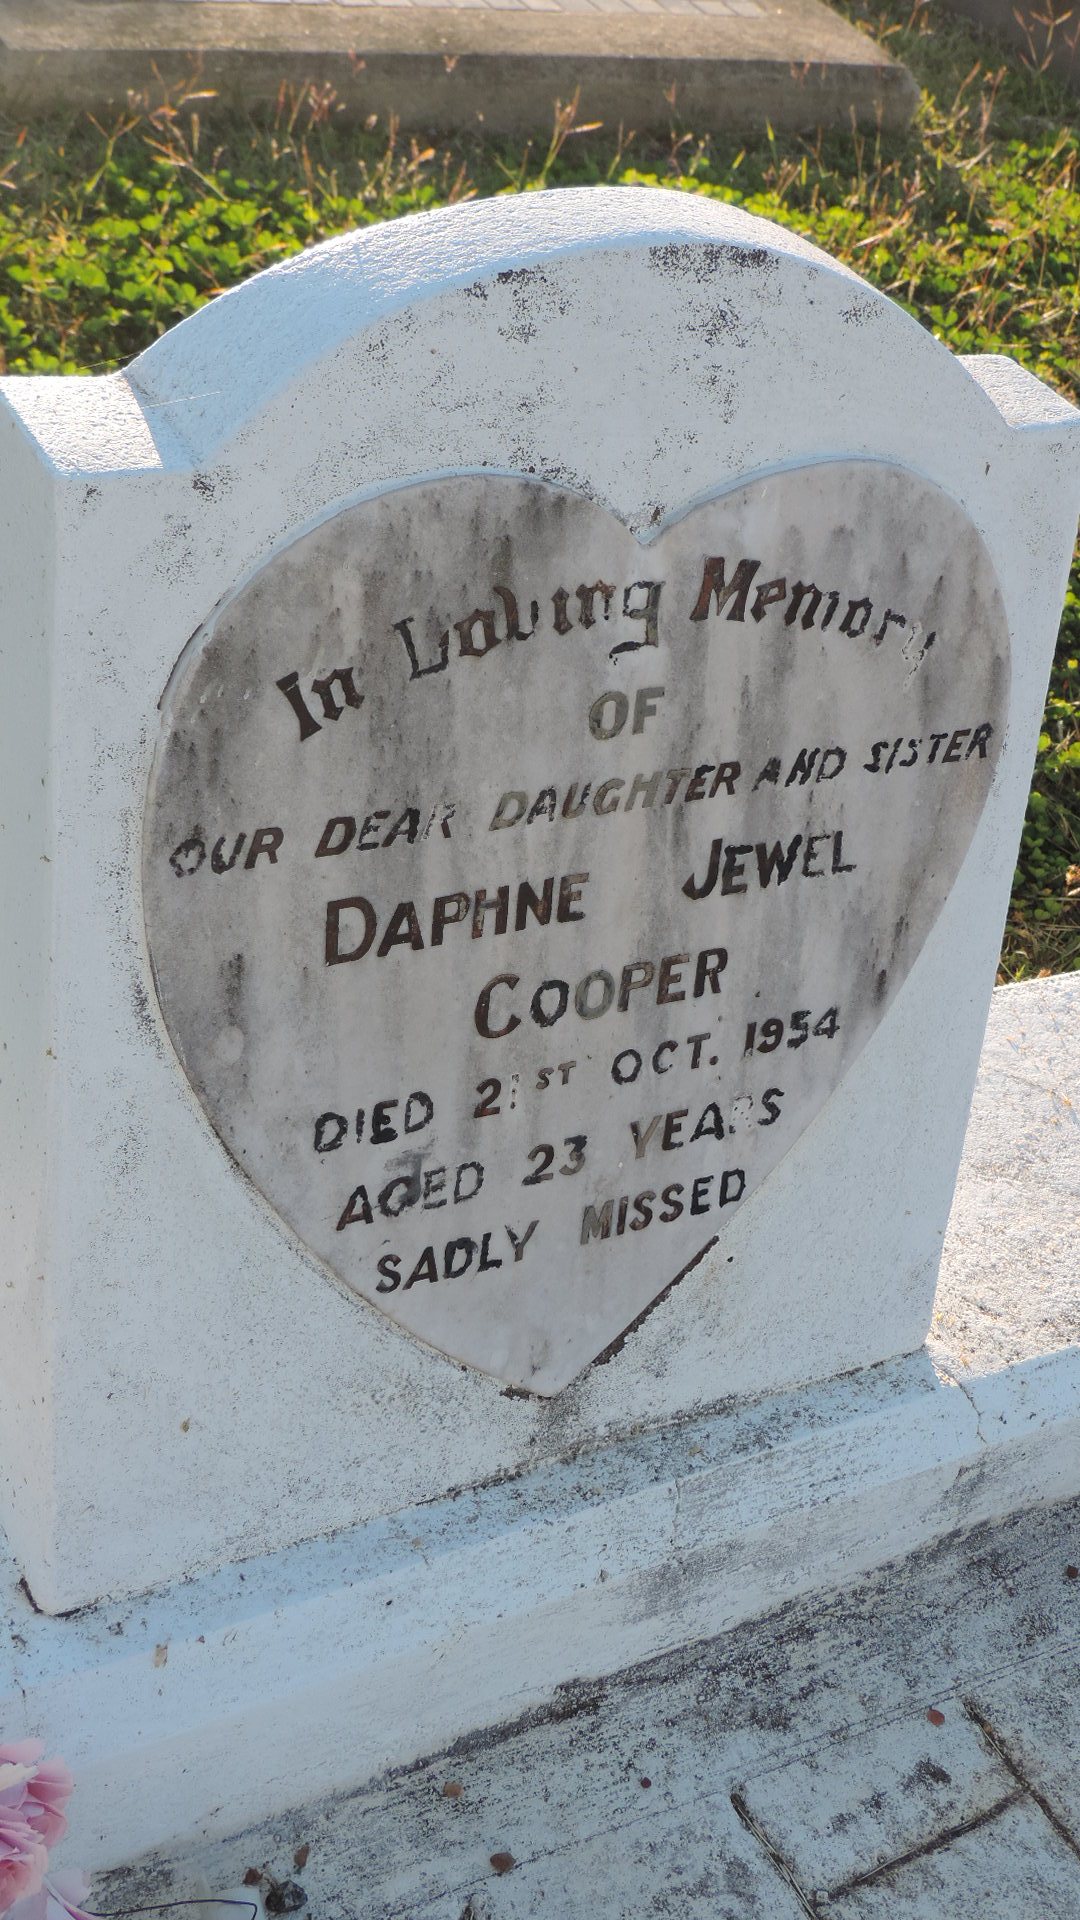 In Loving Memory
OF
OUR DEAR DAUGHTER AND SISTER
DAPHNE JEWEL
COOPER
DIED 21ST OCT. 1954
AGED 23 YEARS
SADLY MISSED